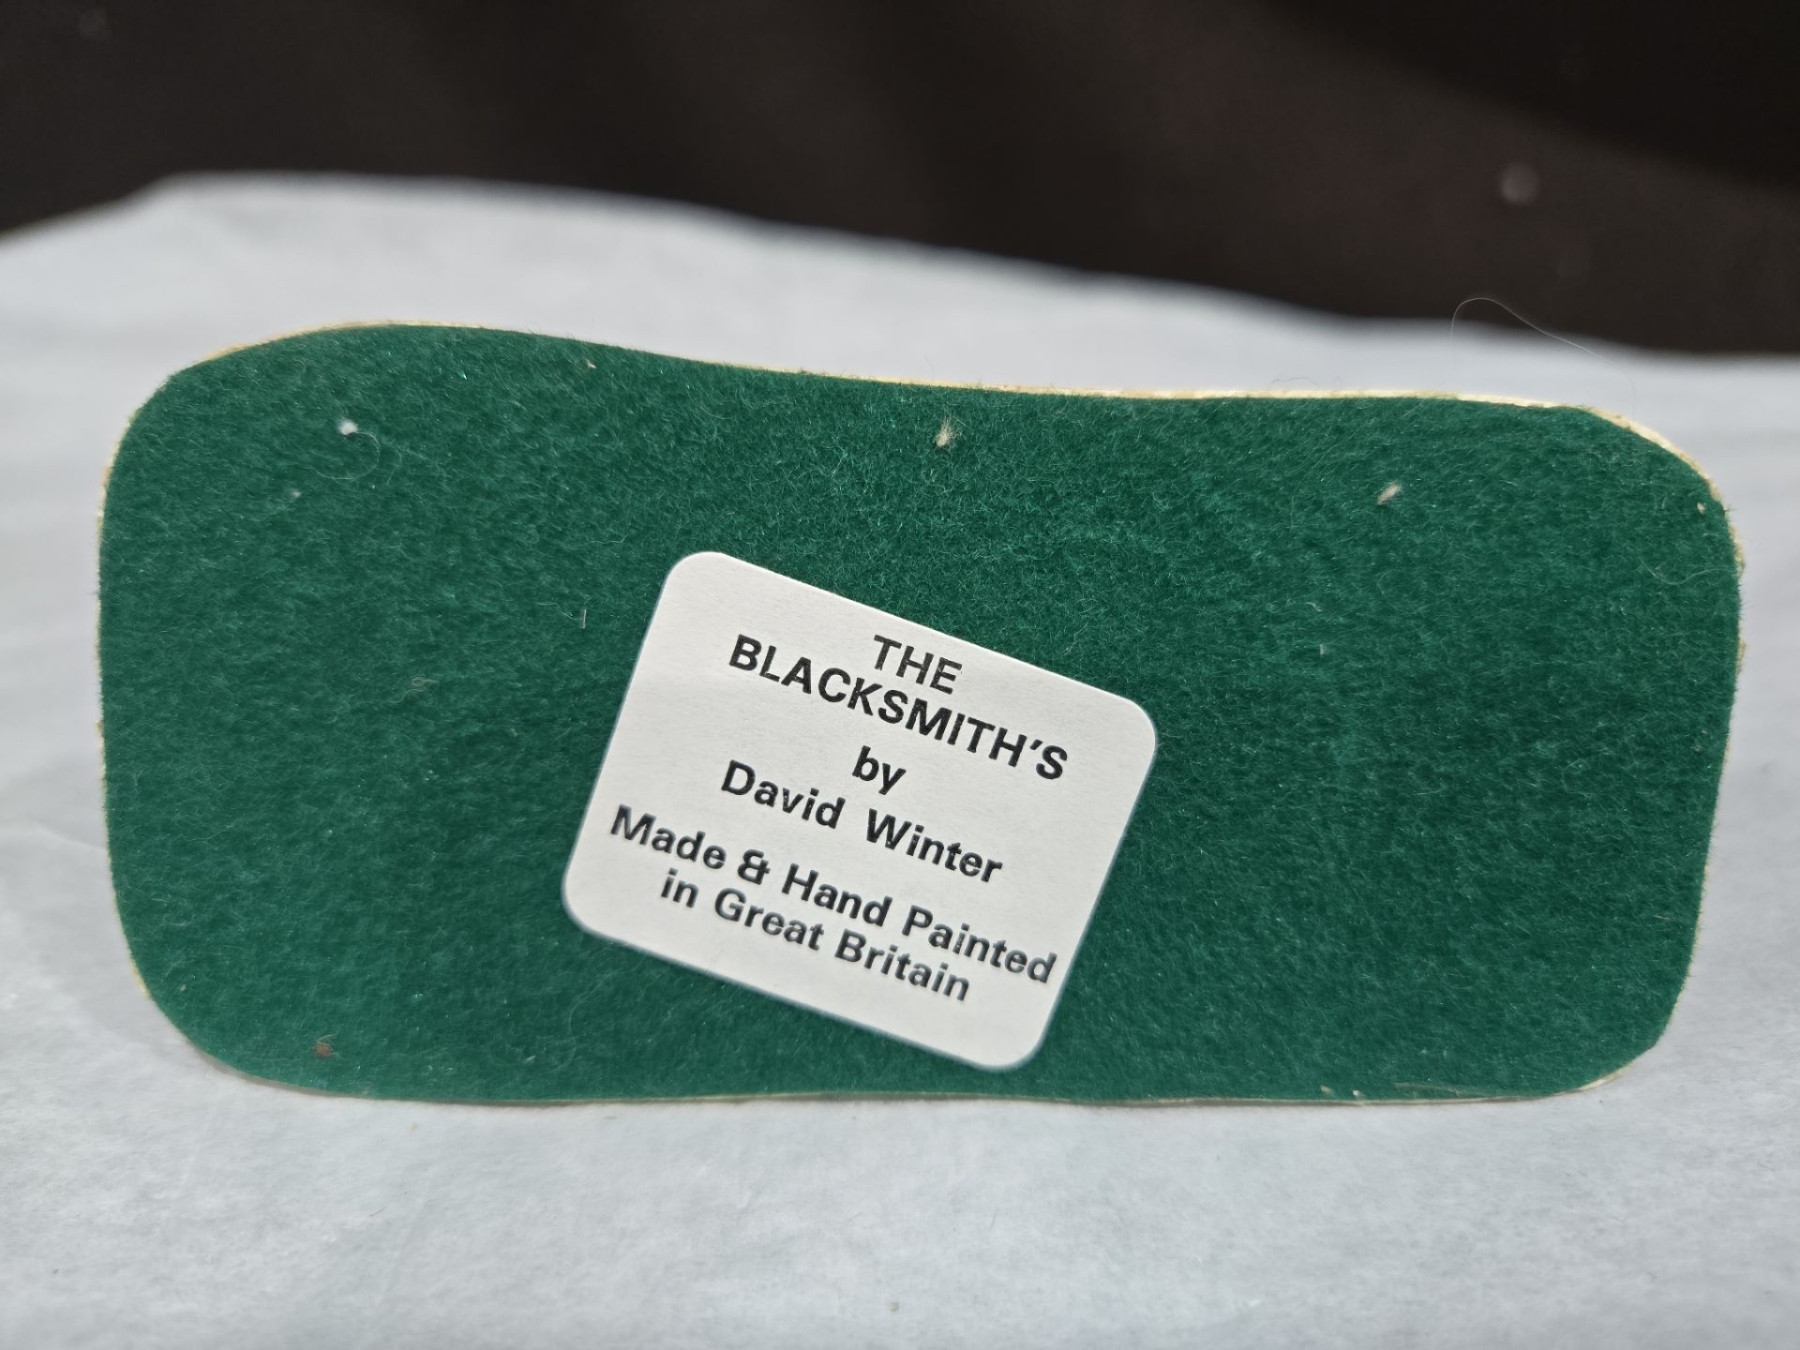 THE
BLACKSMITH'S
by
David Winter
Made & Hand Painted
in Great Britain